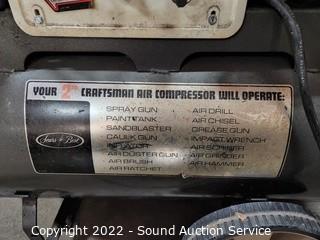 YOUR 2 CRAFTSMAN AIR COMPRESSOR WILL OPERATE:
· SPRAY GUN
· PAINT TANK
SANDBLASTER
CAULK GUN
INFLATOR
· AIR DUSTER GUN
AIR BRUSH
AIR RATCHET
· AIR DRILL
· AIR CHISEL
· GREASE GUN
· IMPACT WRENCH
· AIR GRINDER
· AIR HAMMER
Sears Best
Copyright 2022 - Sound Auction Service